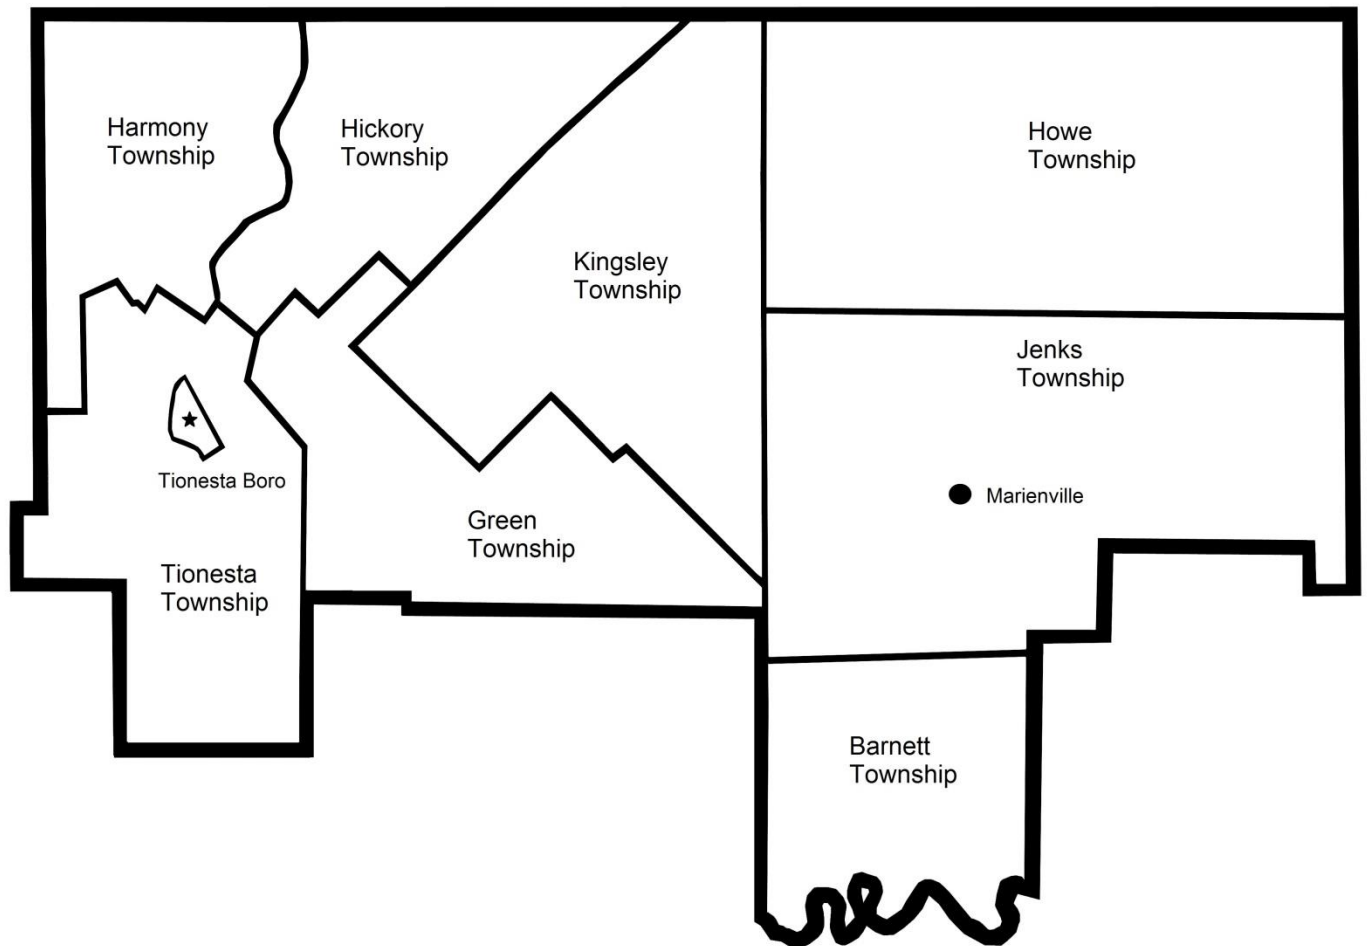 Harmony
Township
Hickory
Township
Howe
Township
Kingsley
Township
Jenks
Township
Tionesta Boro
Marienville
Green
Township
Tionesta
Township
Barnett
Township